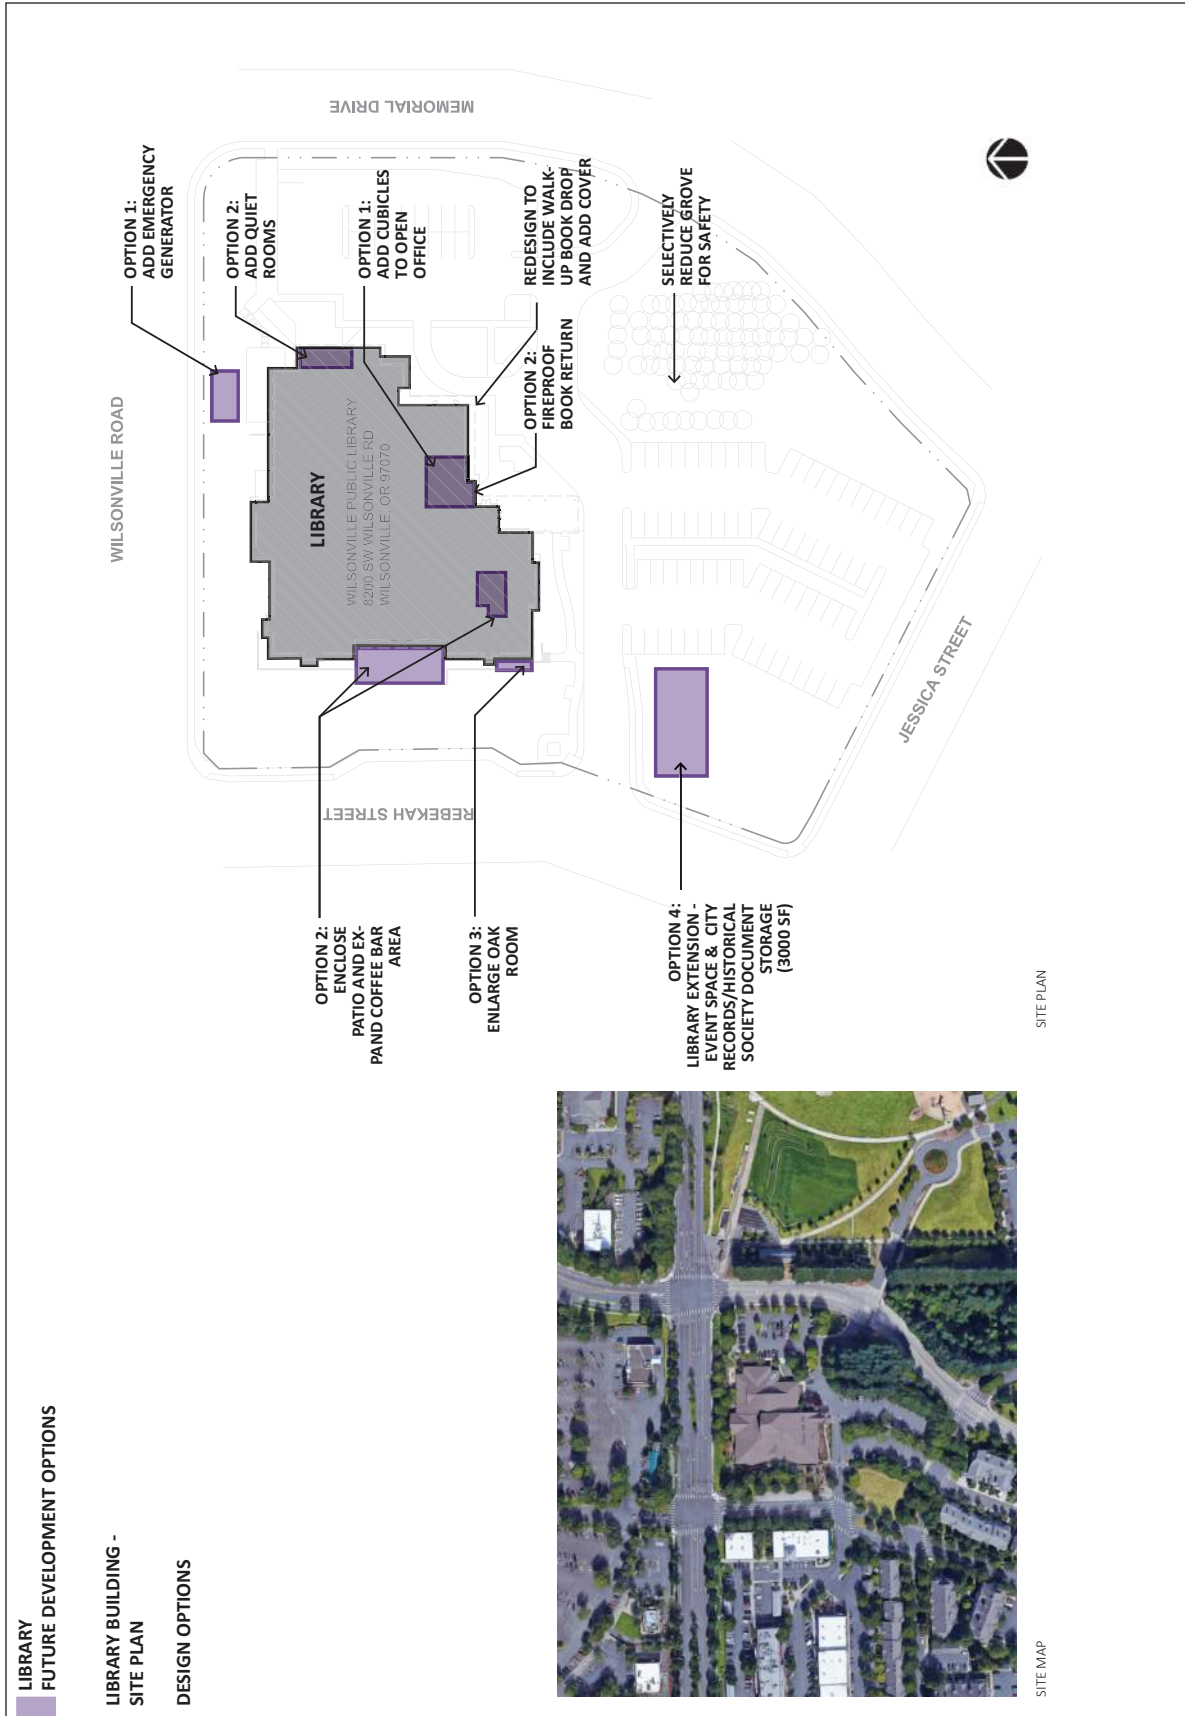 LIBRARY
FUTURE DEVELOPMENT OPTIONS
LIBRARY BUILDING -
SITE PLAN
DESIGN OPTIONS
WILSONVILLE ROAD
MEMORIAL DRIVE
REBEKAH STREET
JESSICA STREET
OPTION 1:
ADD EMERGENCY
GENERATOR
OPTION 2:
ADD QUIET
ROOMS
OPTION 1:
ADD CUBICLES
TO OPEN
OFFICE
REDESIGN TO
INCLUDE WALK-
UP BOOK DROP
AND ADD COVER
OPTION 2:
FIREPROOF
BOOK RETURN
SELECTIVELY
REDUCE GROVE
FOR SAFETY
LIBRARY
WILSONVILLE PUBLIC LIBRARY
8200 SW WILSONVILLE RD
WILSONVILLE, OR 97070
OPTION 2:
ENCLOSE
PATIO AND EX-
PAND COFFEE BAR
AREA
OPTION 3:
ENLARGE OAK
ROOM
OPTION 4:
LIBRARY EXTENSION -
EVENT SPACE & CITY
RECORDS/HISTORICAL
SOCIETY DOCUMENT
STORAGE
(3000 SF)
SITE MAP
SITE PLAN